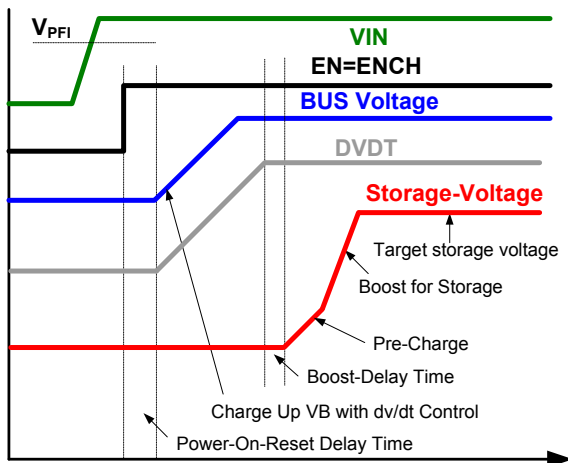 VPFI
VIN
EN=ENCH
BUS Voltage
DVDT
Storage-Voltage
Target storage voltage
Boost for Storage
Pre-Charge
Boost-Delay Time
Charge Up VB with dv/dt Control
Power-On-Reset Delay Time